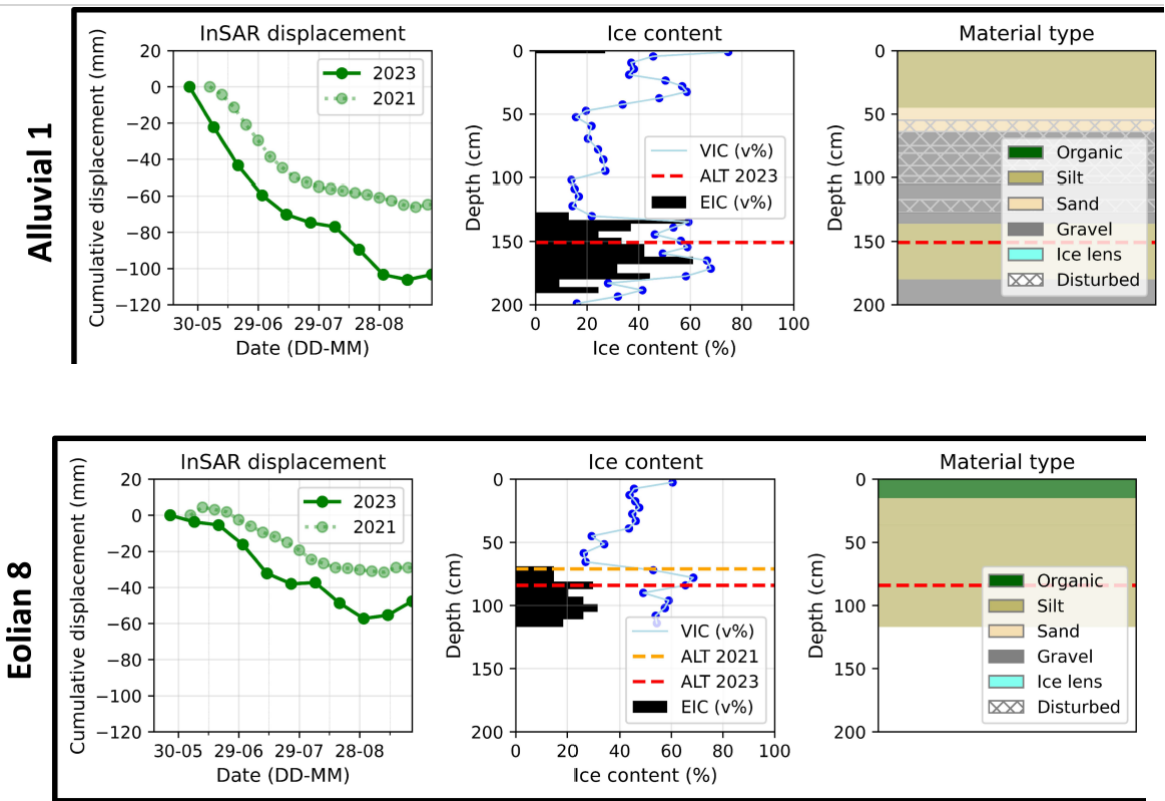 Alluvial 1
InSAR displacement
Cumulative displacement (mm)
20
0
−20
−40
−60
−80
−100
−120
2023
2021
30-05 29-06 29-07 28-08
Date (DD-MM)
Ice content
Depth (cm)
0
50
100
150
200
VIC (v%)
ALT 2023
EIC (v%)
0 20 40 60 80 100
Ice content (%)
Material type
Depth (cm)
0
50
100
150
200
Organic
Silt
Sand
Gravel
Ice lens
Disturbed
Eolian 8
InSAR displacement
Cumulative displacement (mm)
20
0
−20
−40
−60
−80
−100
−120
2023
2021
30-05 29-06 29-07 28-08
Date (DD-MM)
Ice content
Depth (cm)
0
50
100
150
200
VIC (v%)
ALT 2021
ALT 2023
EIC (v%)
0 20 40 60 80 100
Ice content (%)
Material type
Depth (cm)
0
50
100
150
200
Organic
Silt
Sand
Gravel
Ice lens
Disturbed